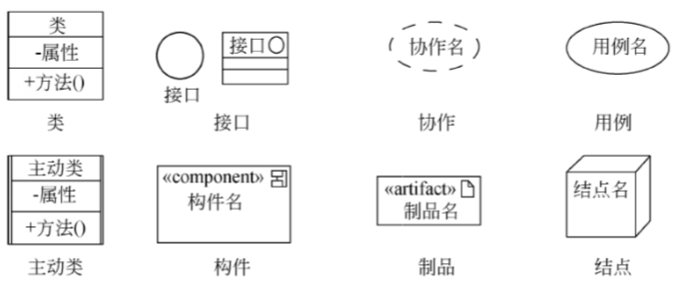 类
-属性
+方法()
类
接口
接口
接口
协作名
协作
用例名
用例
主动类
-属性
+方法()
主动类
«component»
构件名
构件
«artifact»
制品名
制品
结点名
结点